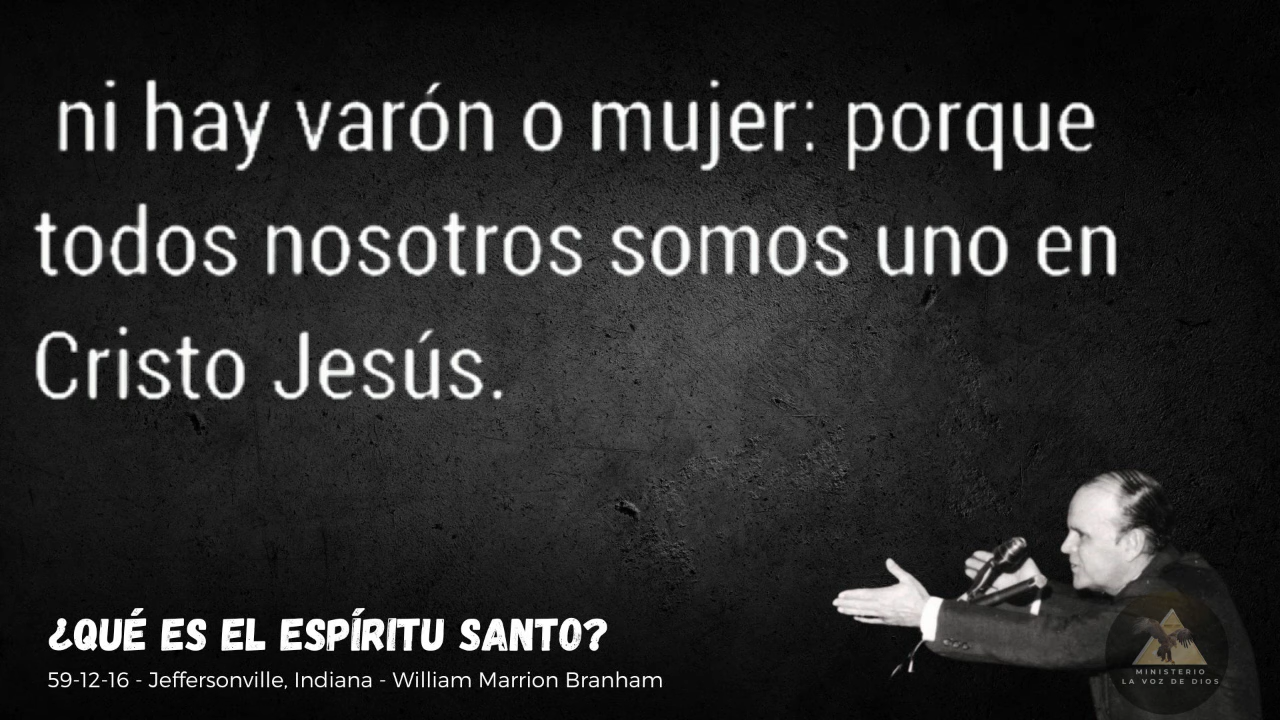 ni hay varón o mujer: porque
todos nosotros somos uno en
Cristo Jesús.
¿QUÉ ES EL ESPÍRITU SANTO?
59-12-16 - Jeffersonville, Indiana - William Marrion Branham
MINISTERIO
LA VOZ DE DIOS